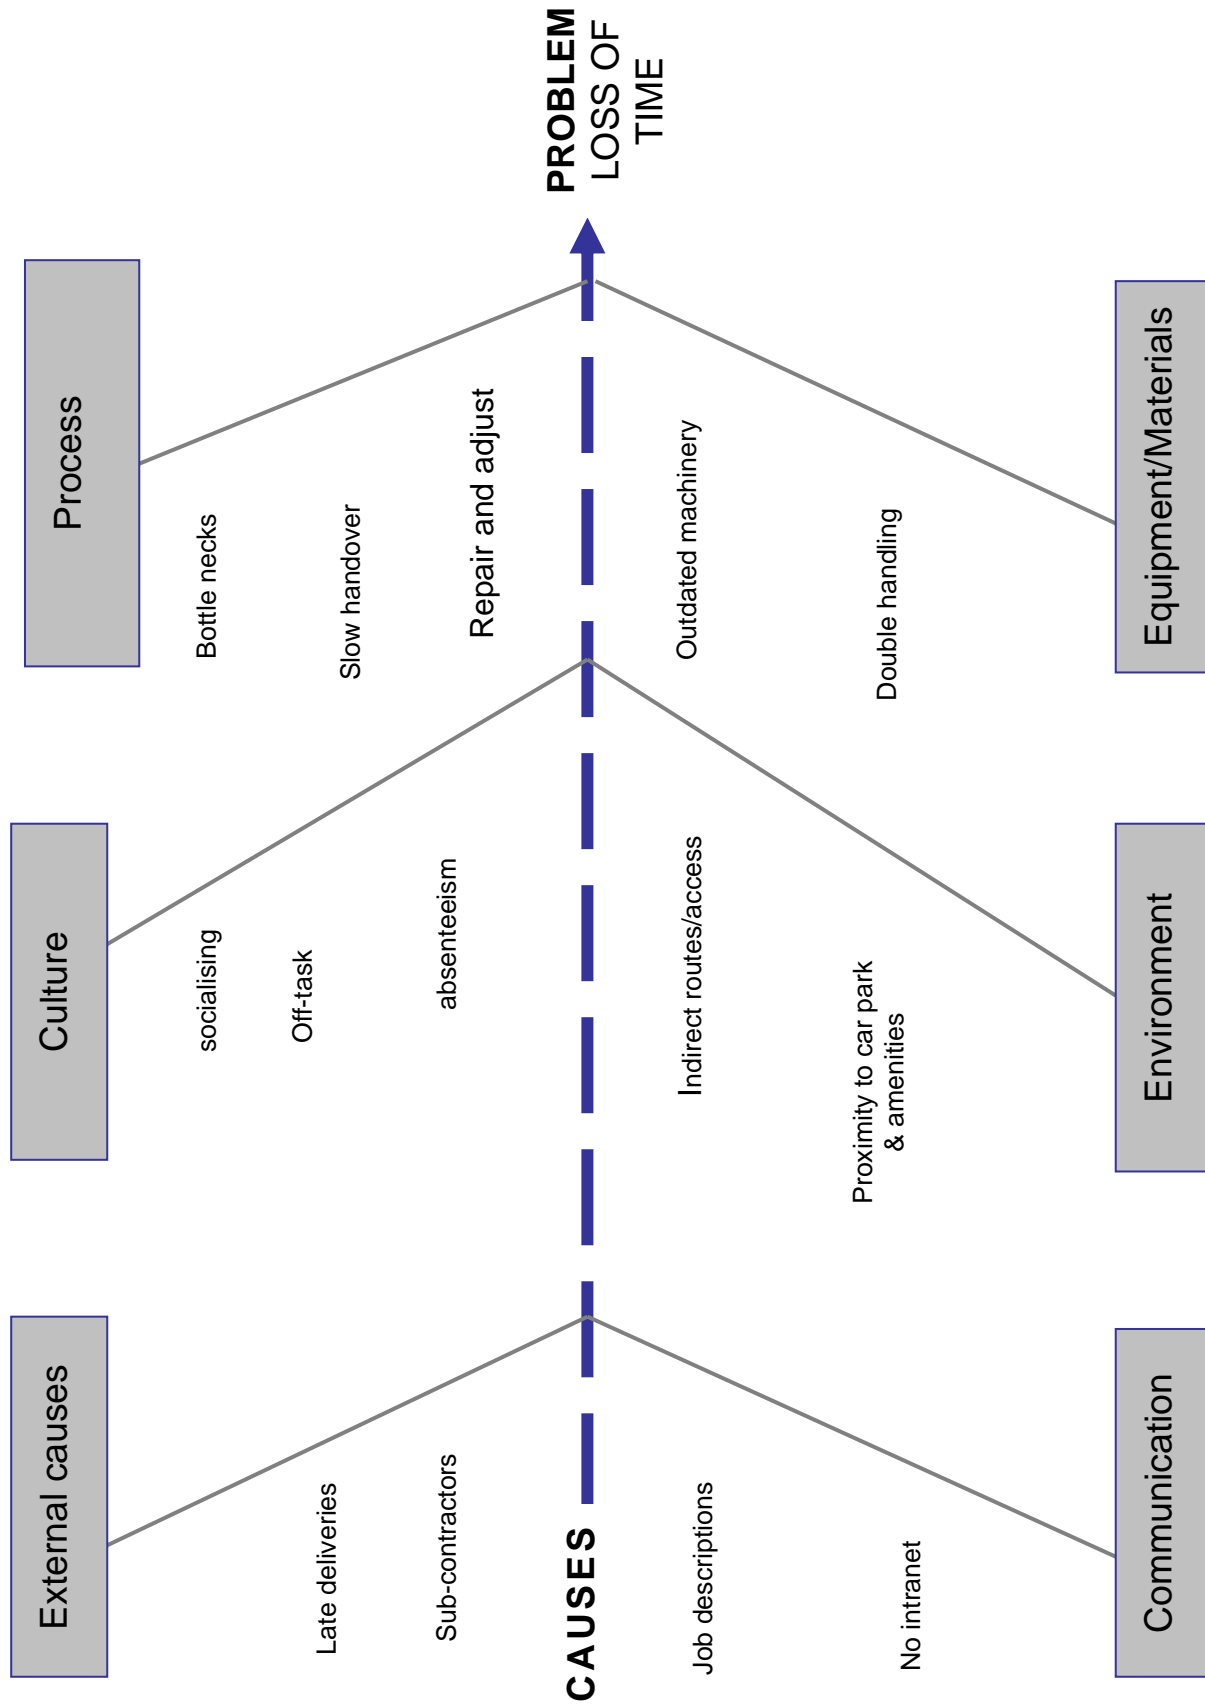 External causes
Culture
Process
Late deliveries
Sub-contractors
socialising
Off-task
absenteeism
Bottle necks
Slow handover
Repair and adjust
CAUSES
PROBLEM
LOSS OF
TIME
Job descriptions
No intranet
Indirect routes/access
Proximity to car park
& amenities
Outdated machinery
Double handling
Communication
Environment
Equipment/Materials